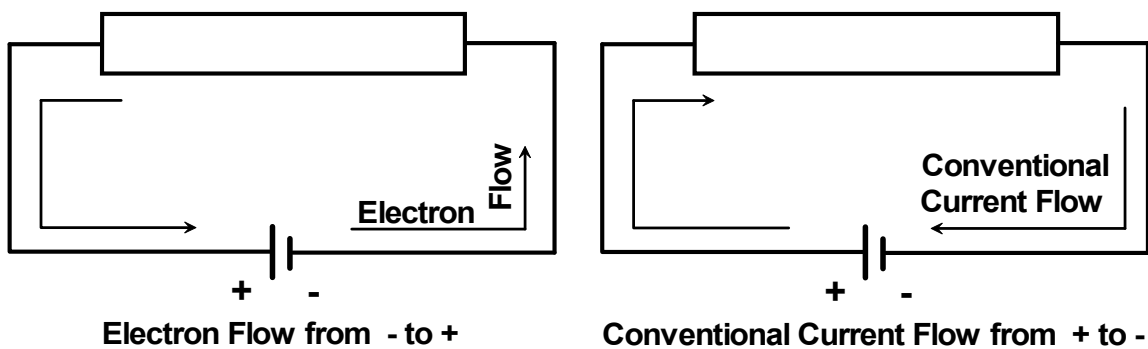 Electron
Flow
+ -
Electron Flow from - to +
Conventional
Current Flow
+ -
Conventional Current Flow from + to -